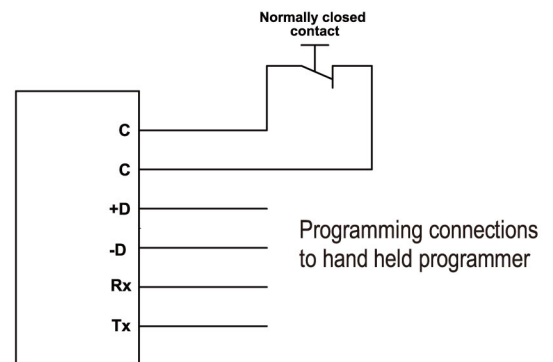 Normally closed
contact
C
C
+D
-D
Rx
Tx
Programming connections
to hand held programmer